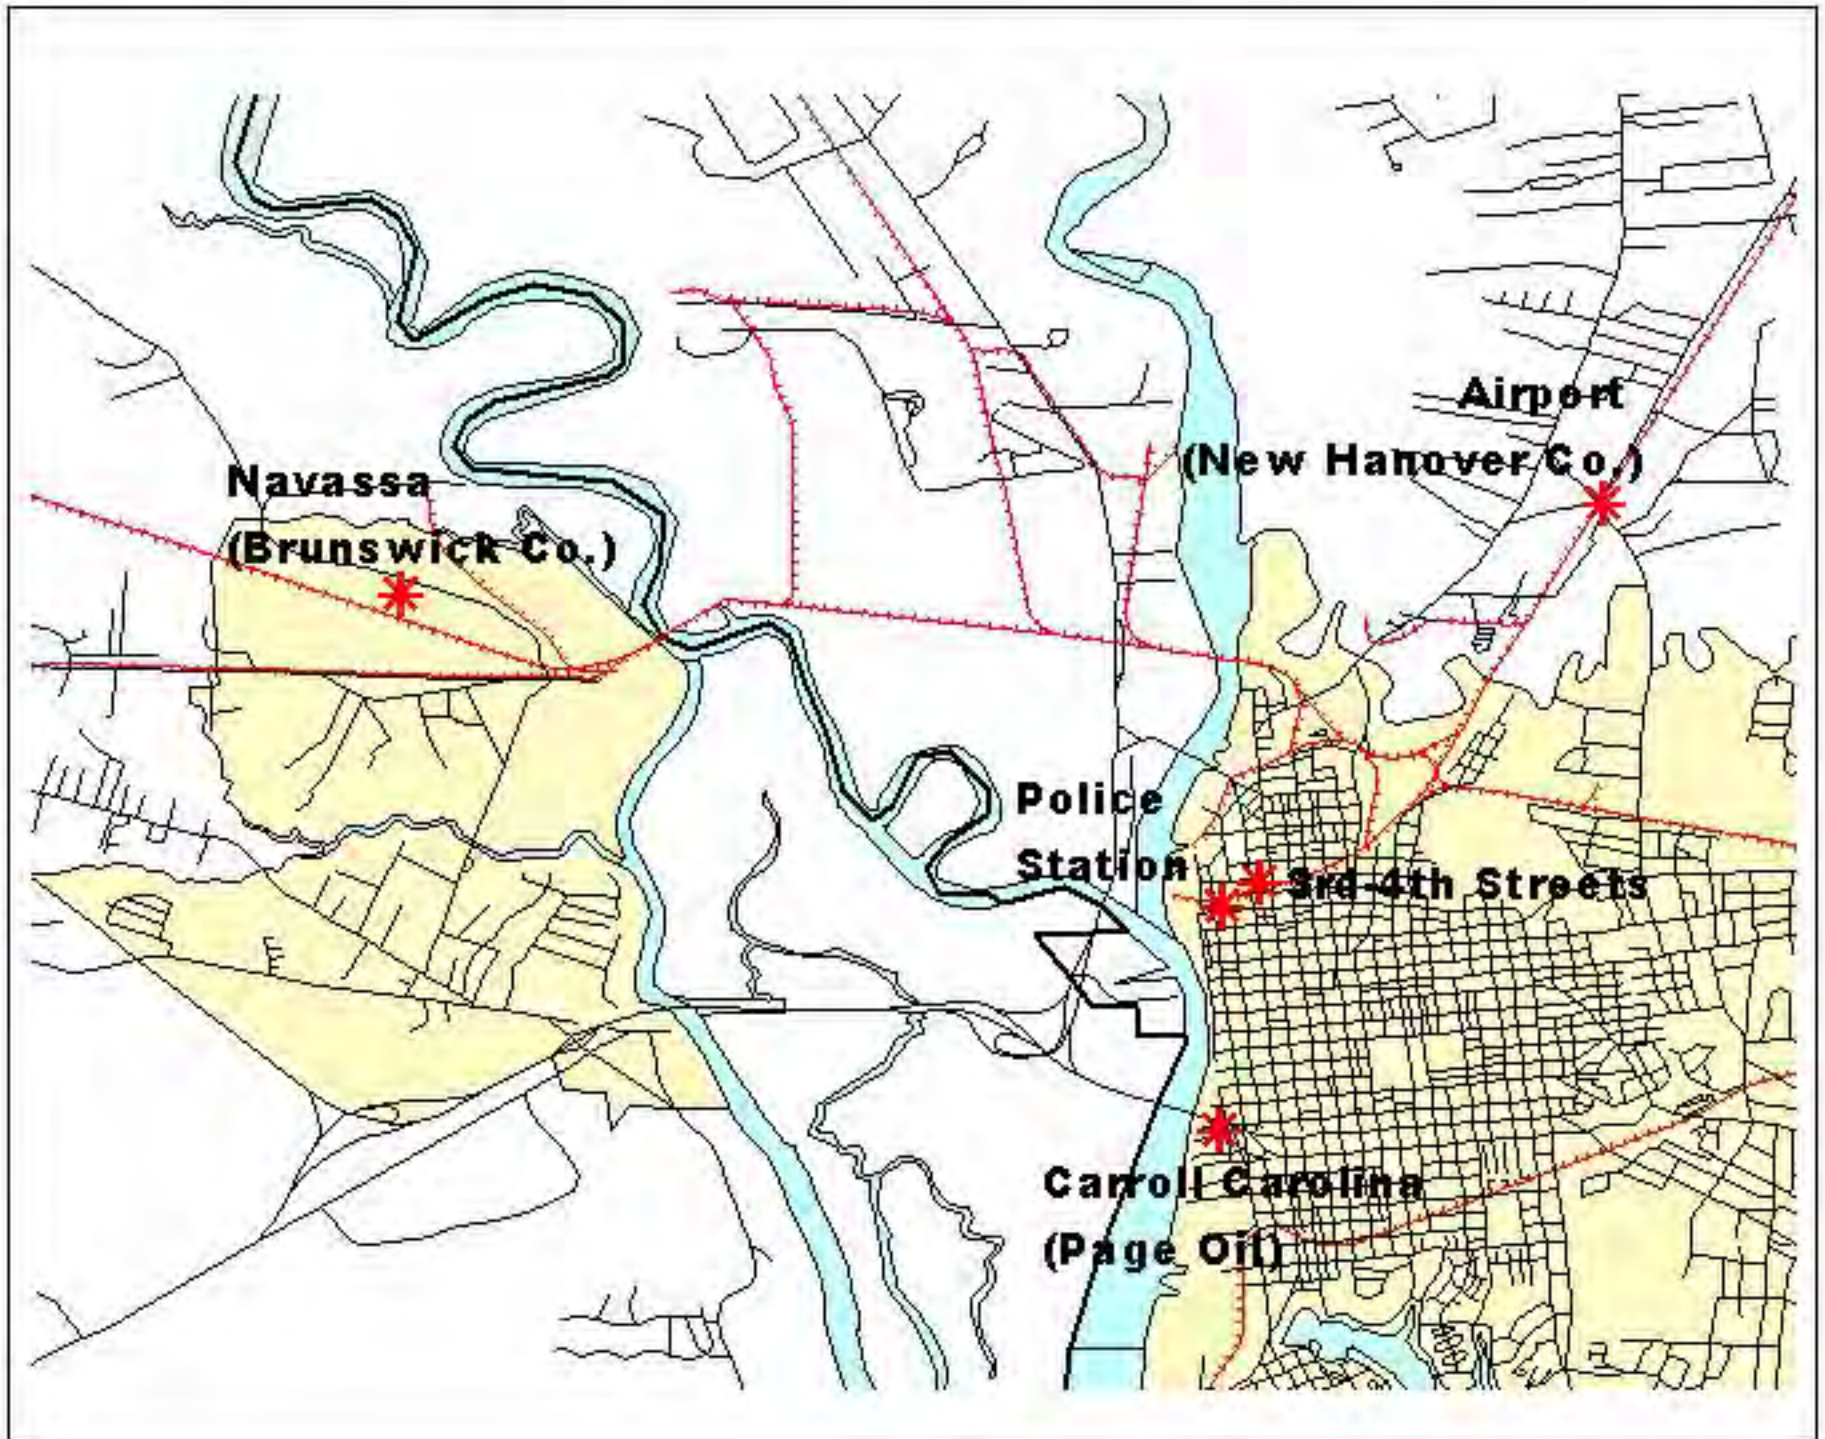 Airport
(New Hanover Co.)
Navassa
(Brunswick Co.)
Police
Station
3rd-4th Streets
Carroll Carolina
(Page Oil)